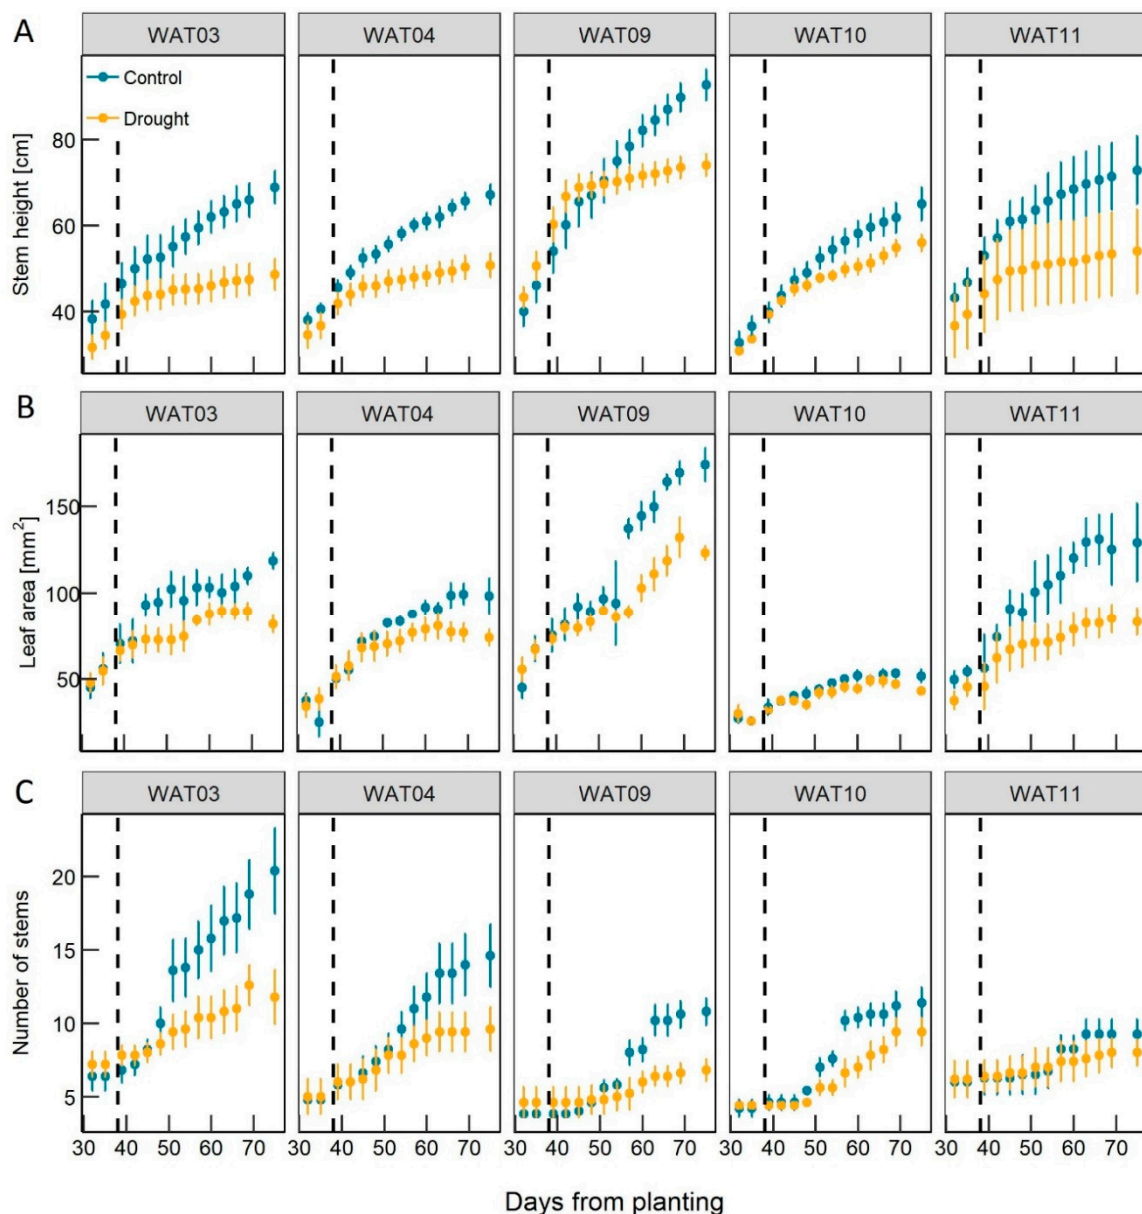 A
WAT03 WAT04 WAT09 WAT10 WAT11
Control
Drought
Stem height [cm]
80
60
40
B
WAT03 WAT04 WAT09 WAT10 WAT11
Leaf area [mm²]
150
100
50
C
WAT03 WAT04 WAT09 WAT10 WAT11
Number of stems
20
15
10
5
30 40 50 60 70 30 40 50 60 70 30 40 50 60 70 30 40 50 60 70 30 40 50 60 70
Days from planting